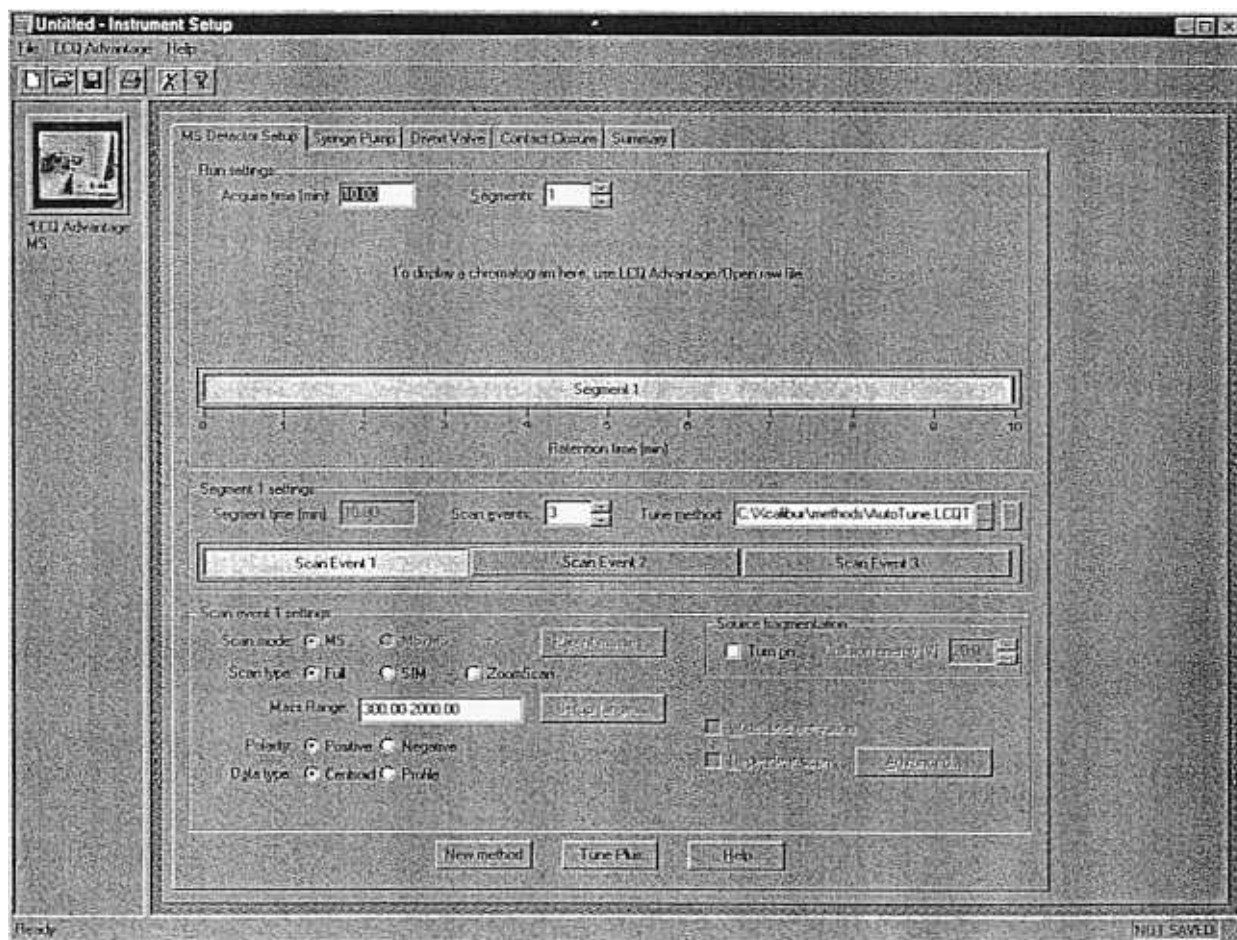 Untitled - Instrument Setup
File LCQ Advantage Help
MS Detector Setup Syringe Pump Divert Valve Contact Closure Summary
LCQ Advantage
MS
Run settings
Acquire time (min): 10.00 Segments: 1
To display a chromatogram here, use LCQ Advantage/Open raw file
Segment 1
0 1 2 3 4 5 6 7 8 9 10
Retention time (min)
Segment 1 settings
Segment time (min): 10.00 Scan events: 3 Tune method: C:\Xcalibur\methods\AutoTune.LCQT
Scan Event 1 Scan Event 2 Scan Event 3
Scan event 1 settings
Source fragmentation
Scan mode: MS MS/MS
Turn on Collision energy (V)
Scan type: Full SIM ZoomScan
Mass Range: 300.00-2000.00
Polarity: Positive Negative
Data type: Centroid Profile
New method Tune Plus Help
Ready NOT SAVED